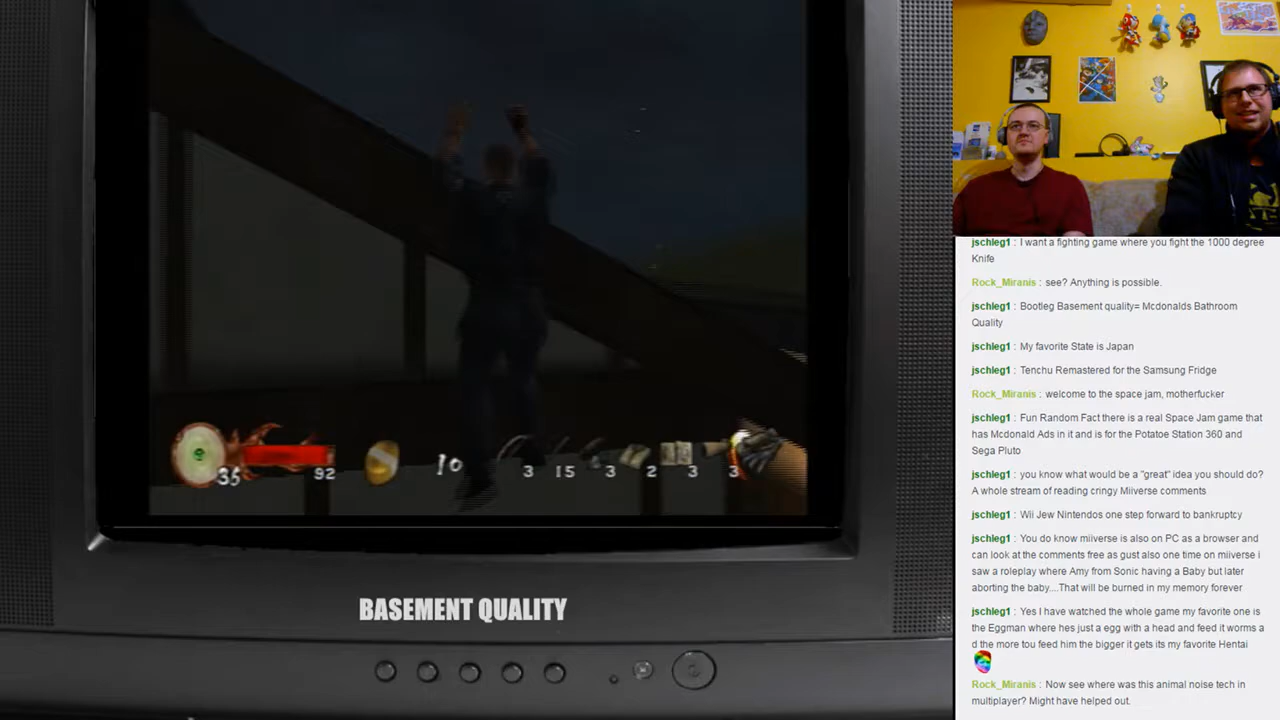 jschleg1 : I want a fighting game where you fight the 1000 degree
Knife
Rock_Miranis : see? Anything is possible.
jschleg1 : Bootleg Basement quality= Mcdonalds Bathroom
Quality
jschleg1 : My favorite State is Japan
jschleg1 : Tenchu Remastered for the Samsung Fridge
Rock_Miranis : welcome to the space jam, motherfucker
jschleg1 : Fun Random Fact there is a real Space Jam game that
has Mcdonald Ads in it and is for the Potatoe Station 360 and
Sega Pluto
jschleg1 : you know what would be a "great" idea you should do?
A whole stream of reading cringy Miiverse comments
jschleg1 : Wii Jew Nintendos one step forward to bankruptcy
jschleg1 : You do know miiverse is also on PC as a browser and
can look at the comments free as gust also one time on miiverse i
saw a roleplay where Amy from Sonic having a Baby but later
aborting the baby....That will be burned in my memory forever
jschleg1 : Yes I have watched the whole game my favorite one is
the Eggman where hes just a egg with a head and feed it worms a
d the more tou feed him the bigger it gets its my favorite Hentai
Rock_Miranis : Now see where was this animal noise tech in
multiplayer? Might have helped out.
35 92 10 3 15 3 2 3 3
BASEMENT QUALITY